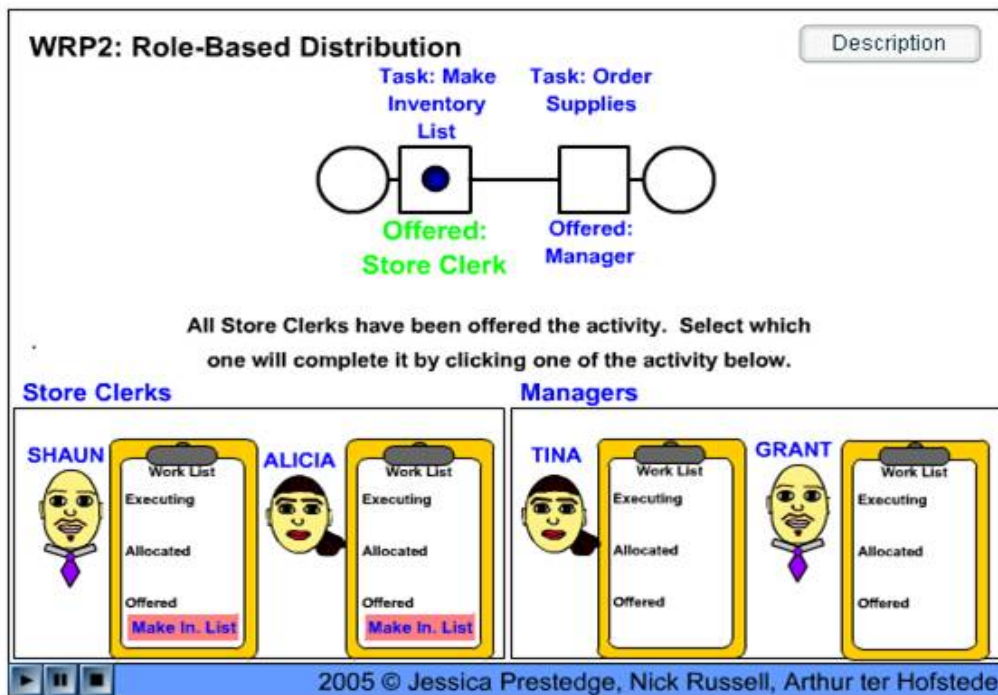 WRP2: Role-Based Distribution
Description
Task: Make
Inventory
List
Task: Order
Supplies
Offered:
Store Clerk
Offered:
Manager
All Store Clerks have been offered the activity. Select which
one will complete it by clicking one of the activity below.
Store Clerks
Managers
SHAUN
Work List
Executing
Allocated
Offered
Make In. List
ALICIA
Work List
Executing
Allocated
Offered
Make In. List
TINA
Work List
Executing
Allocated
Offered
GRANT
Work List
Executing
Allocated
Offered
2005 © Jessica Prestedge, Nick Russell, Arthur ter Hofstede